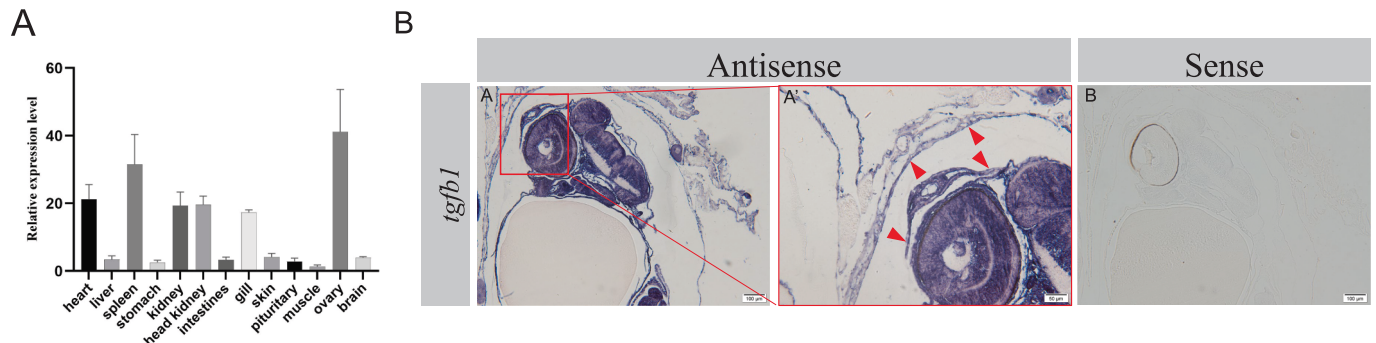 A
B
Relative expression level
60
40
20
0
heart
liver
spleen
stomach
kidney
head kidney
intestines
gill
skin
pituritary
muscle
ovary
brain
Antisense
Sense
tgfb1
A
A'
B
100 μm
50 μm
100 μm